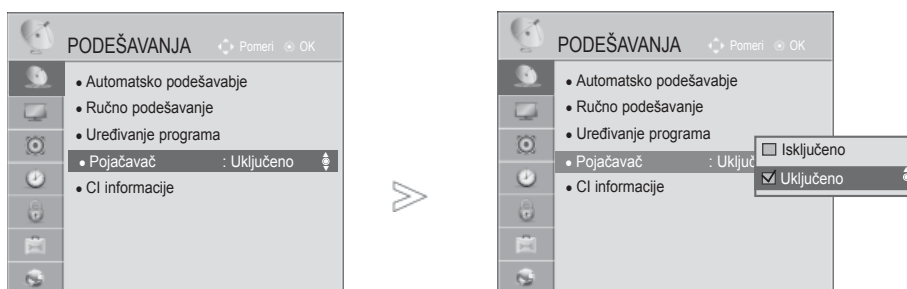 PODEŠAVANJA Pomeri OK
• Automatsko podešavabje
• Ručno podešavanje
• Uređivanje programa
• Pojačavač : Uključeno
• CI informacije
PODEŠAVANJA Pomeri OK
• Automatsko podešavabje
• Ručno podešavanje
• Uređivanje programa
• Pojačavač : Uključ
• CI informacije
Isključeno
Uključeno